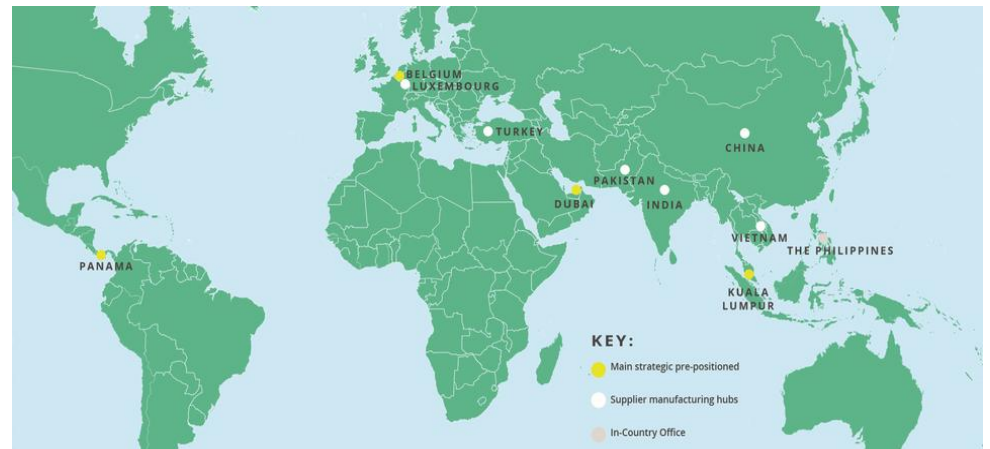 BELGIUM
LUXEMBOURG
TURKEY
CHINA
PAKISTAN
DUBAI
INDIA
VIETNAM
THE PHILIPPINES
PANAMA
KUALA
LUMPUR
KEY:
Main strategic pre-positioned
Supplier manufacturing hubs
In-Country Office